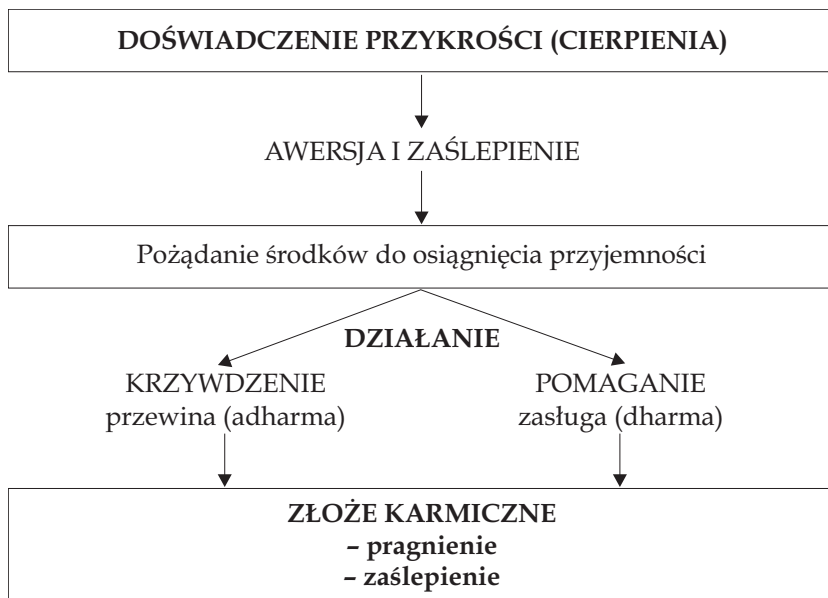 DOŚWIADCZENIE PRZYKROŚCI (CIERPIENIA)
AWERSJA I ZAŚLEPIENIE
Pożądanie środków do osiągnięcia przyjemności
DZIAŁANIE
KRZYWDZENIE
przewina (adharma)
POMAGANIE
zasługa (dharma)
ZŁOŻE KARMICZNE
– pragnienie
– zaślepienie